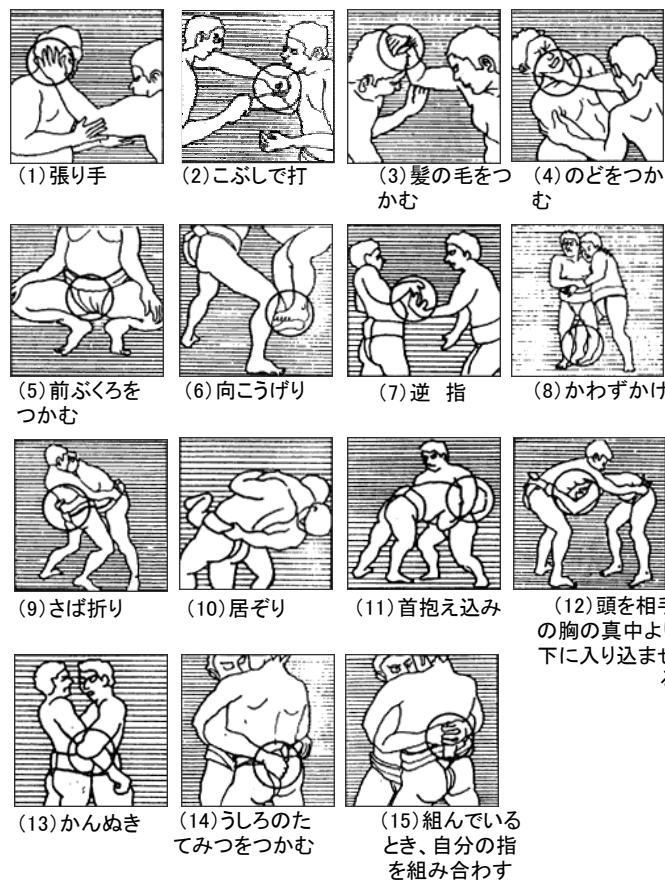 (1)張り手
(2)こぶしで打
(3)髪の毛をつ
かむ
(4)のどをつか
む
(5)前ぶくろを
つかむ
(6)向こうげり
(7)逆 指
(8)かわずかけ
(9)さば折り
(10)居ぞり
(11)首抱え込み
(12)頭を相手
の胸の真中より
下に入り込ませ
(13)かんぬき
(14)うしろのた
てみつをつかむ
(15)組んでいる
とき、自分の指
を組み合わす